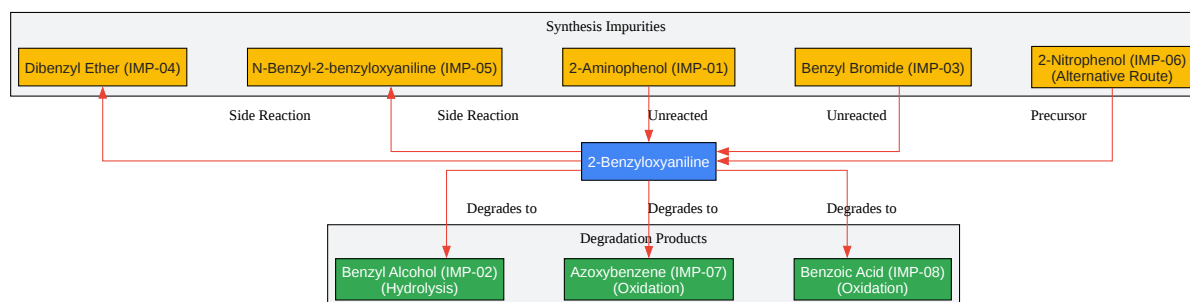 Synthesis Impurities
Dibenzyl Ether (IMP-04)
N-Benzyl-2-benzyloxyaniline (IMP-05)
2-Aminophenol (IMP-01)
Benzyl Bromide (IMP-03)
2-Nitrophenol (IMP-06)
(Alternative Route)
Side Reaction
Side Reaction
Unreacted
Unreacted
Precursor
2-Benzyloxyaniline
Degrades to
Degrades to
Degrades to
Degradation Products
Benzyl Alcohol (IMP-02)
(Hydrolysis)
Azoxybenzene (IMP-07)
(Oxidation)
Benzoic Acid (IMP-08)
(Oxidation)